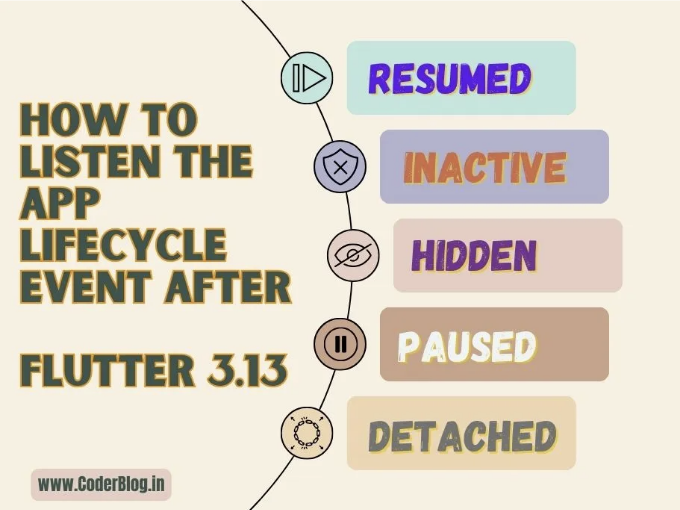 HOW TO
LISTEN THE
APP
LIFECYCLE
EVENT AFTER
FLUTTER 3.13
www.CoderBlog.in
RESUMED
INACTIVE
HIDDEN
PAUSED
DETACHED